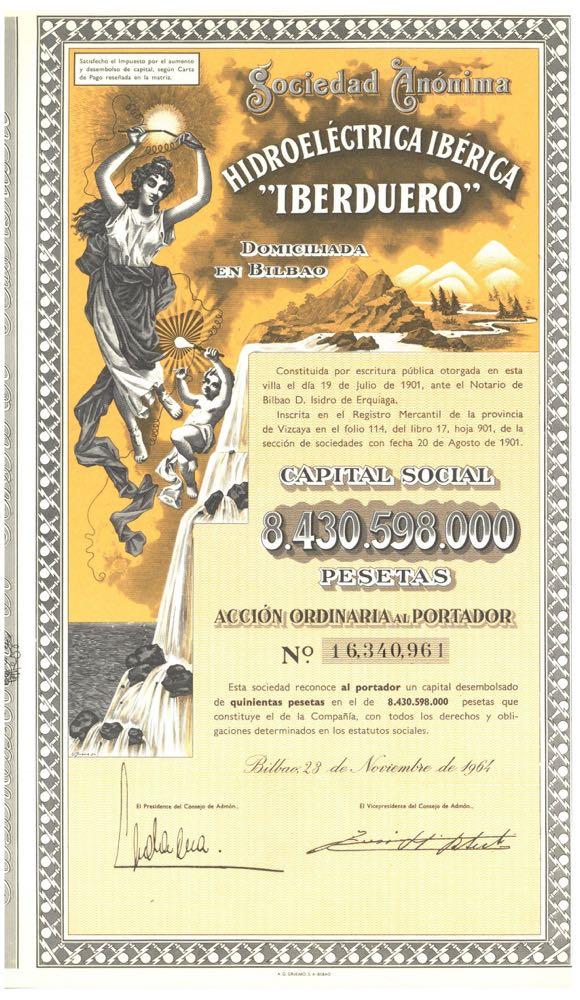 Satisfecho el Impuesto por el aumento
y desembolso de capital, según Carta
de Pago reseñada en la matriz.
Sociedad Anónima
HIDROELÉCTRICA IBÉRICA
"IBERDUERO"
DOMICILIADA
EN BILBAO
Constituida por escritura pública otorgada en esta
villa el día 19 de Julio de 1901, ante el Notario de
Bilbao D. Isidro de Erquiaga.
Inscrita en el Registro Mercantil de la provincia
de Vizcaya en el folio 114, del libro 17, hoja 901, de la
sección de sociedades con fecha 20 de Agosto de 1901.
CAPITAL SOCIAL
8.430.598.000
PESETAS
ACCIÓN ORDINARIA AL PORTADOR
N.º 16,340,961
Esta sociedad reconoce al portador un capital desembolsado
de quinientas pesetas en el de 8.430.598.000 pesetas que
constituye el de la Compañía, con todos los derechos y obli-
gaciones determinados en los estatutos sociales.
Bilbao, 23 de Noviembre de 1964
El Presidente del Consejo de Admón.,
El Vicepresidente del Consejo de Admón.,
A. G. GRIJELMO, S. A.-BILBAO